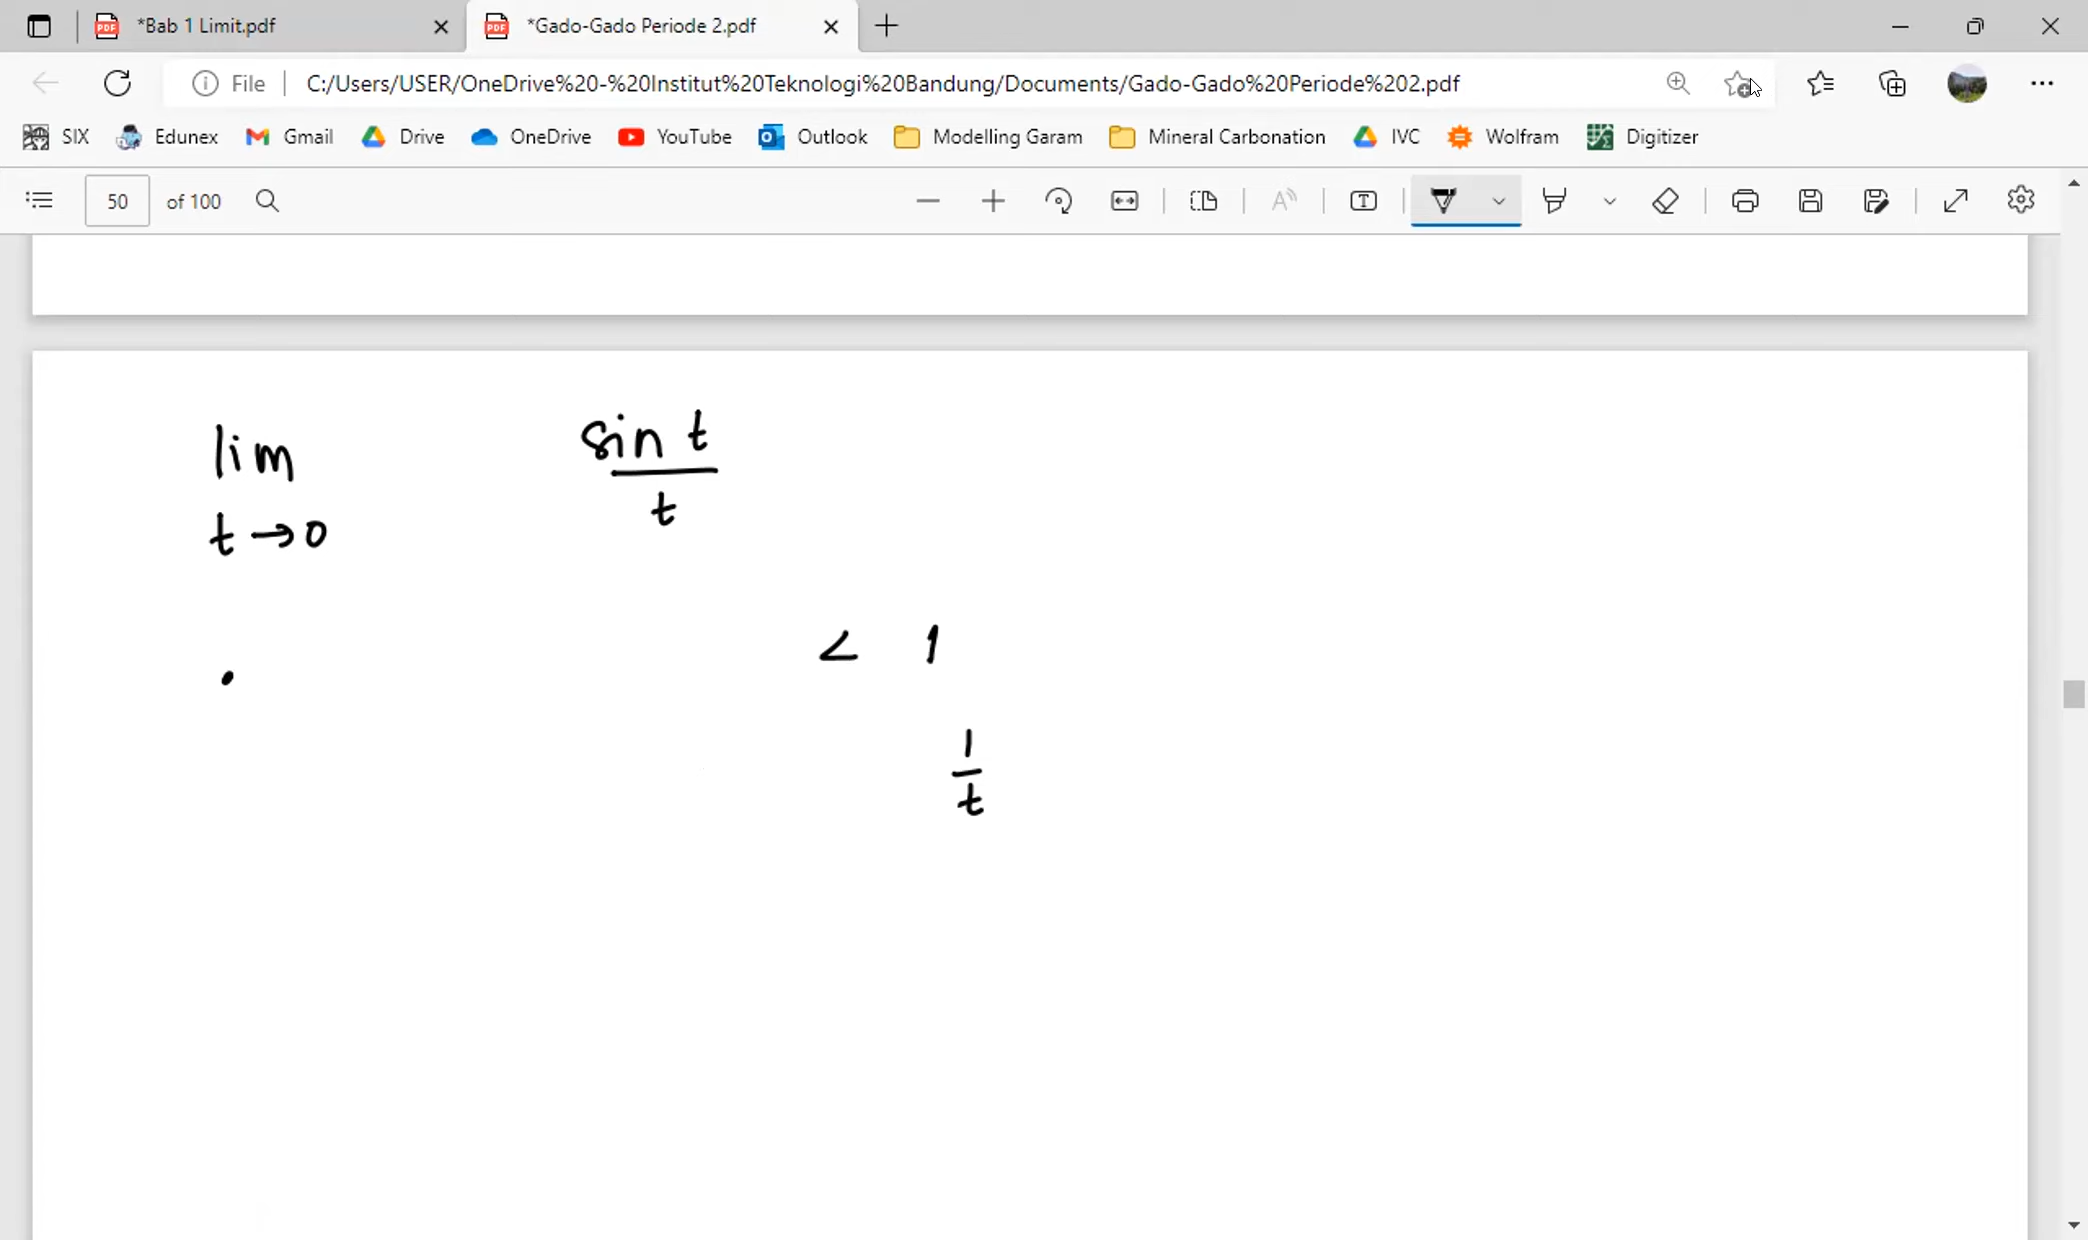 *Bab 1 Limit.pdf
*Gado-Gado Periode 2.pdf
File C:/Users/USER/OneDrive%20-%20Institut%20Teknologi%20Bandung/Documents/Gado-Gado%20Periode%202.pdf
SIX Edunex Gmail Drive OneDrive YouTube Outlook Modelling Garam Mineral Carbonation IVC Wolfram Digitizer
50 of 100
lim sin t
t → 0 t
< 1
1
t